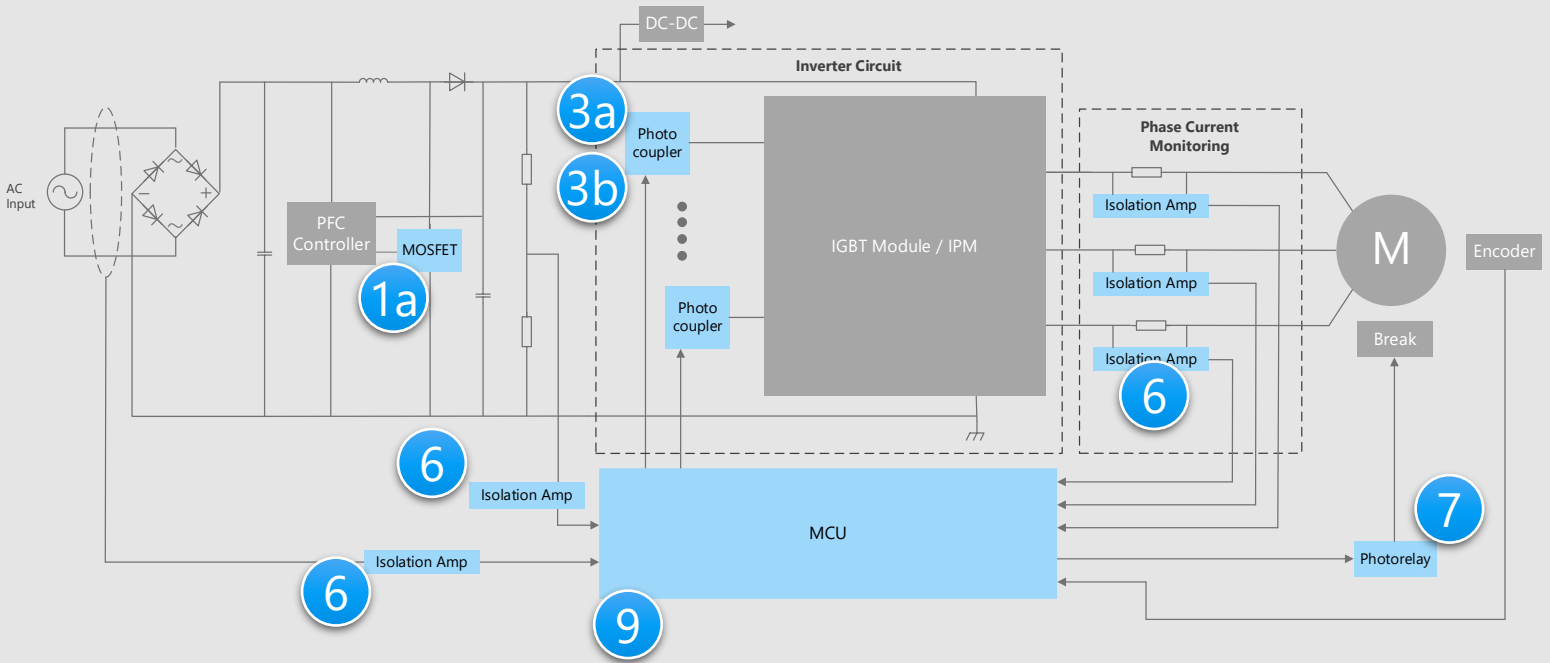 DC-DC
Inverter Circuit
3a
Photo
coupler
3b
Phase Current
Monitoring
AC
Input
PFC
Controller
MOSFET
1a
IGBT Module / IPM
Isolation Amp
Isolation Amp
Isolation Amp
6
M
Encoder
Photo
coupler
Break
6
Isolation Amp
MCU
7
Photorelay
Isolation Amp
6
9